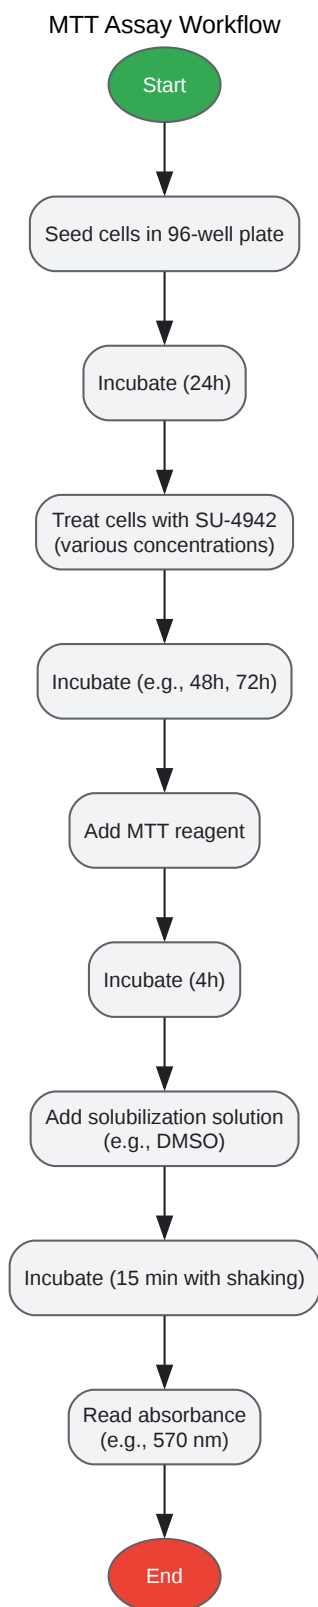 MTT Assay Workflow
Start
Seed cells in 96-well plate
Incubate (24h)
Treat cells with SU-4942
(various concentrations)
Incubate (e.g., 48h, 72h)
Add MTT reagent
Incubate (4h)
Add solubilization solution
(e.g., DMSO)
Incubate (15 min with shaking)
Read absorbance
(e.g., 570 nm)
End